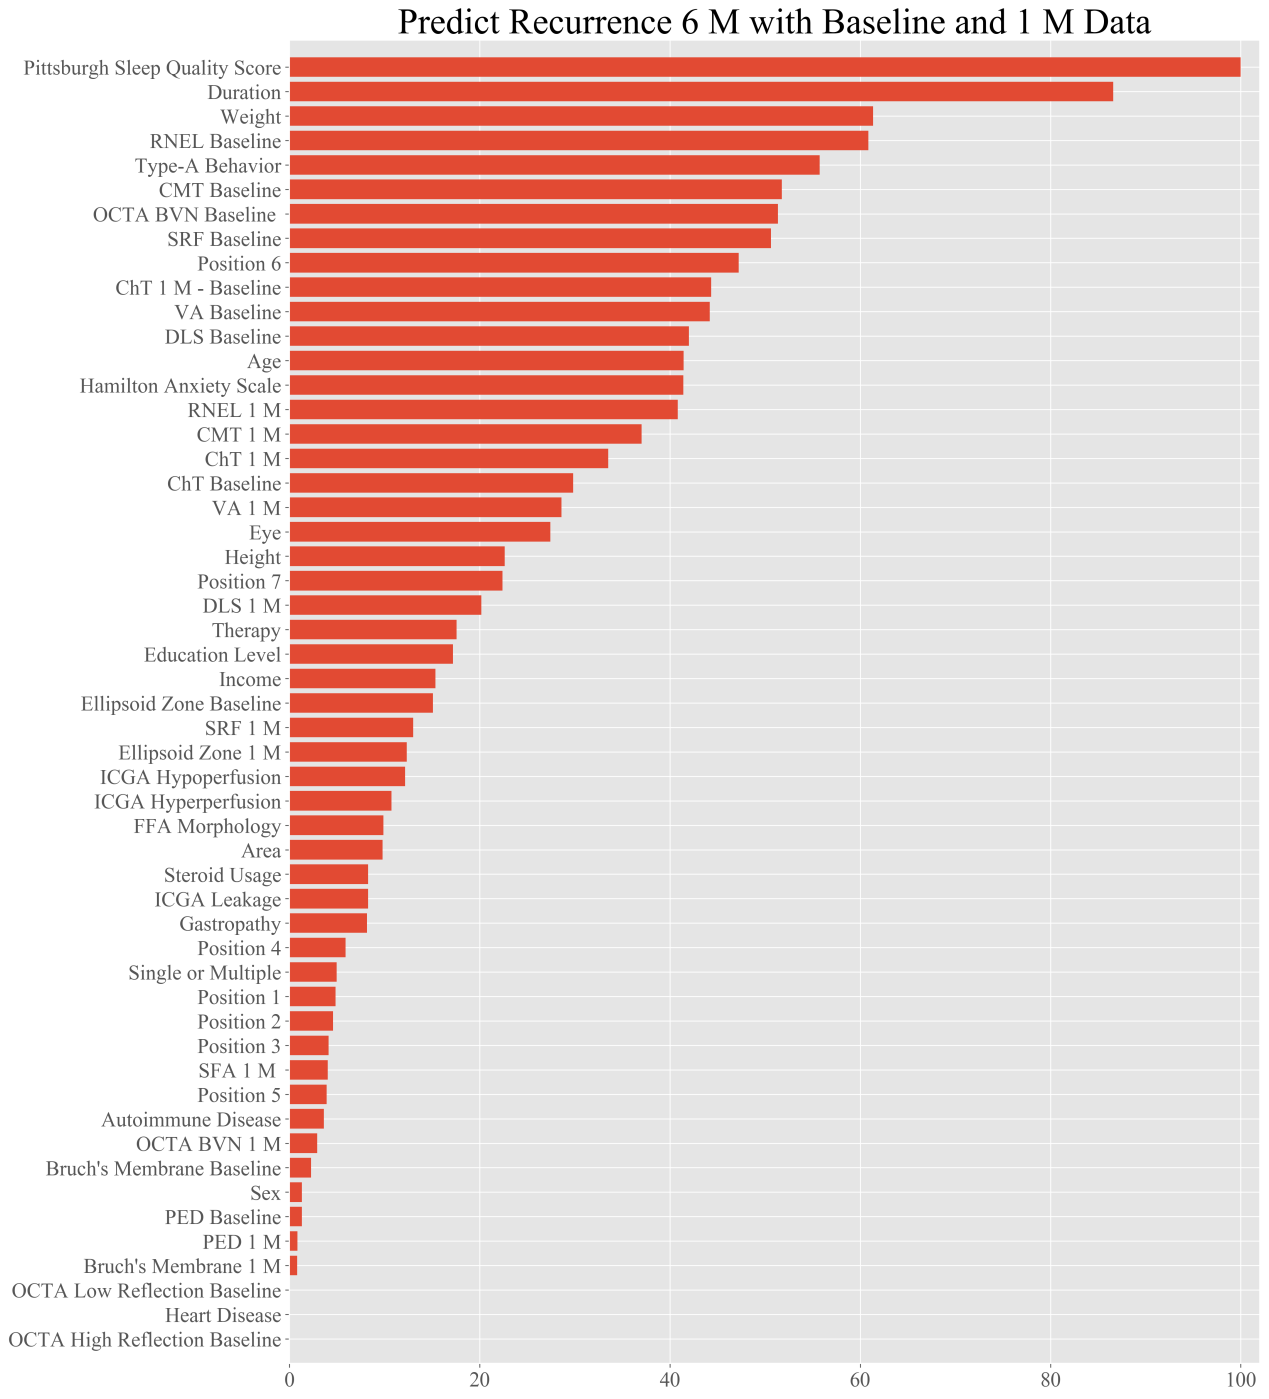 Predict Recurrence 6 M with Baseline and 1 M Data
Pittsburgh Sleep Quality Score
Duration
Weight
RNEL Baseline
Type-A Behavior
CMT Baseline
OCTA BVN Baseline
SRF Baseline
Position 6
ChT 1 M - Baseline
VA Baseline
DLS Baseline
Age
Hamilton Anxiety Scale
RNEL 1 M
CMT 1 M
ChT 1 M
ChT Baseline
VA 1 M
Eye
Height
Position 7
DLS 1 M
Therapy
Education Level
Income
Ellipsoid Zone Baseline
SRF 1 M
Ellipsoid Zone 1 M
ICGA Hypoperfusion
ICGA Hyperperfusion
FFA Morphology
Area
Steroid Usage
ICGA Leakage
Gastropathy
Position 4
Single or Multiple
Position 1
Position 2
Position 3
SFA 1 M
Position 5
Autoimmune Disease
OCTA BVN 1 M
Bruch's Membrane Baseline
Sex
PED Baseline
PED 1 M
Bruch's Membrane 1 M
OCTA Low Reflection Baseline
Heart Disease
OCTA High Reflection Baseline
0 20 40 60 80 100